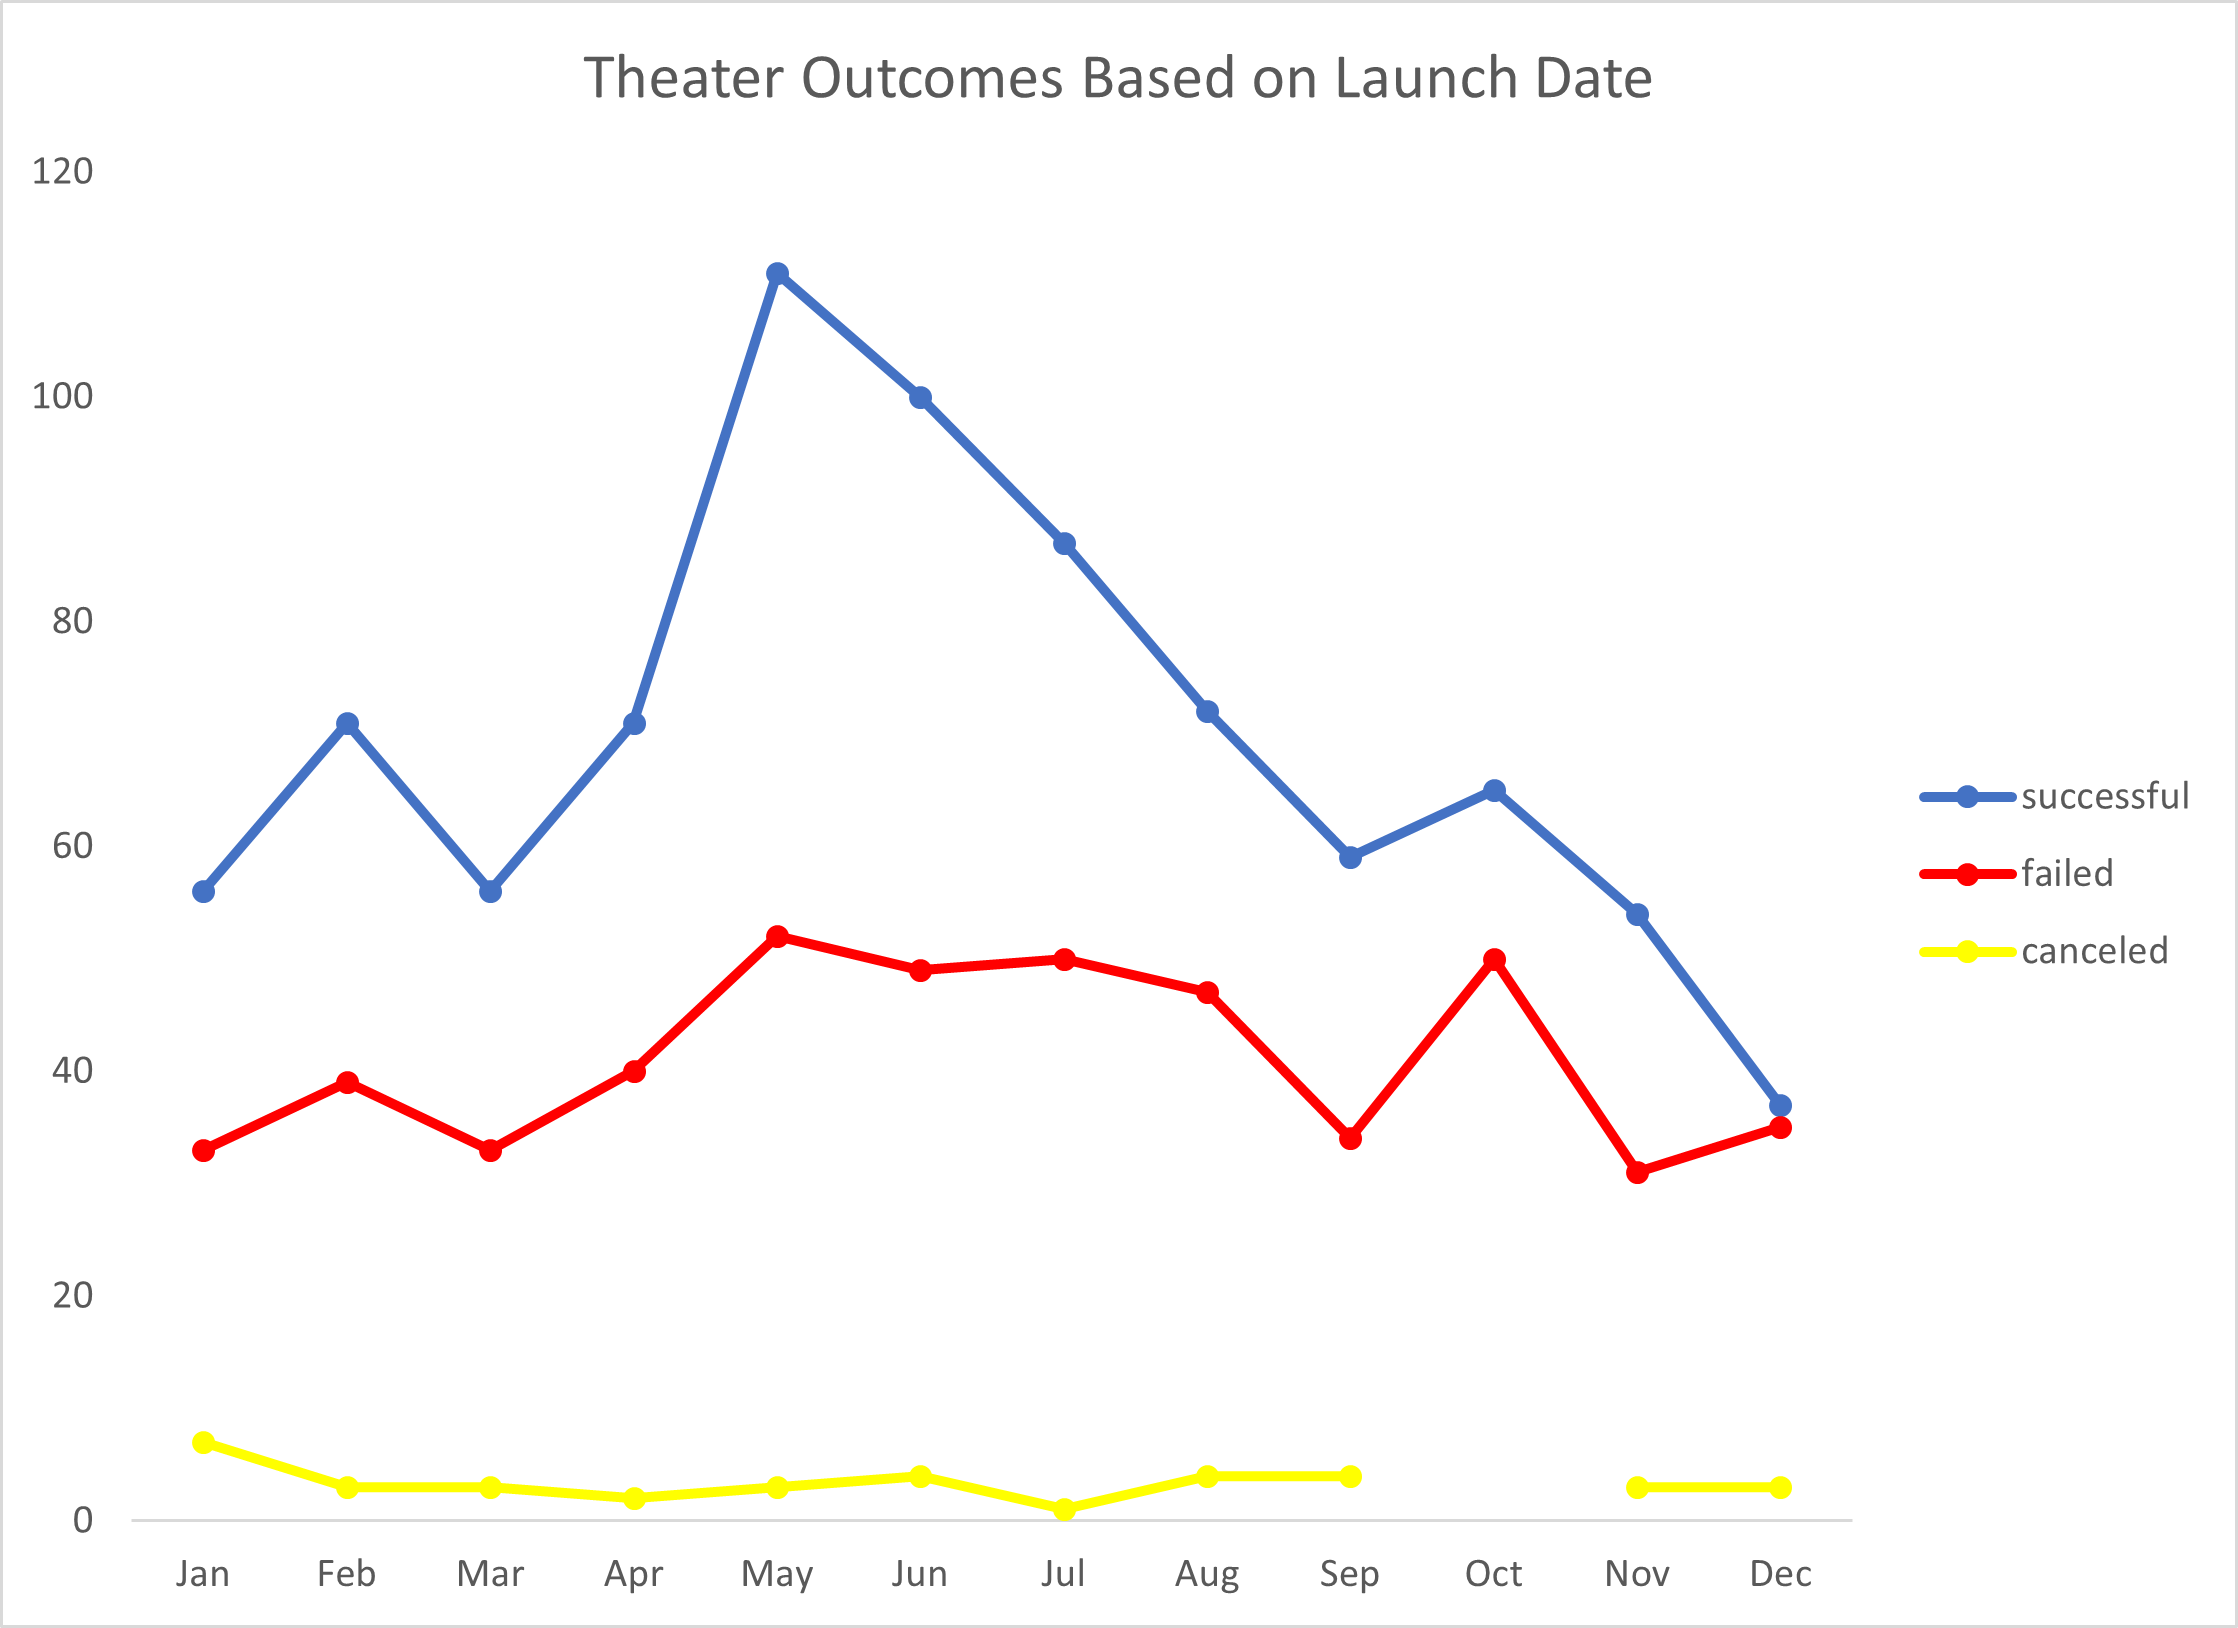 Theater Outcomes Based on Launch Date
120
100
80
60
40
20
0
Jan Feb Mar Apr May Jun Jul Aug Sep Oct Nov Dec
successful
failed
canceled